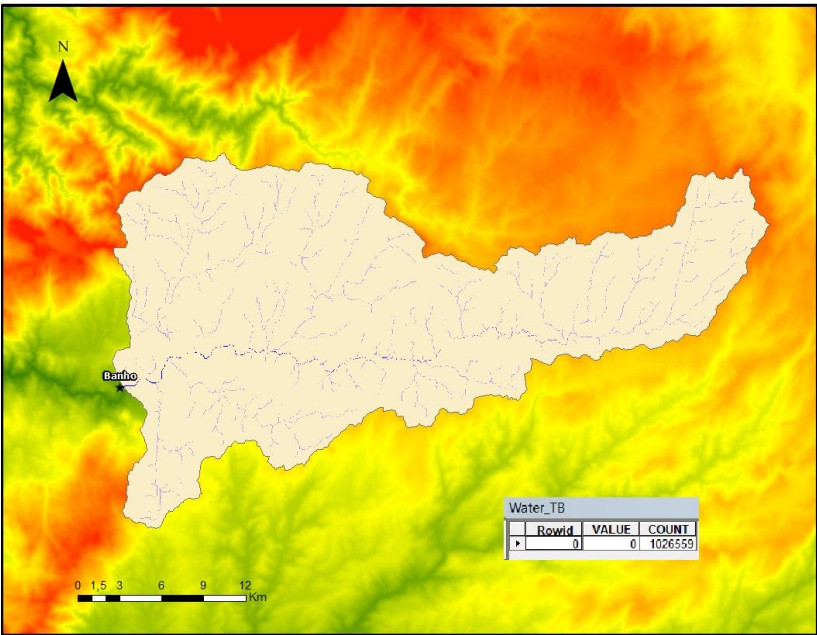 N
Banho
Water_TB
Rowid VALUE COUNT
0 0 1026559
0 1,5 3 6 9 12
Km